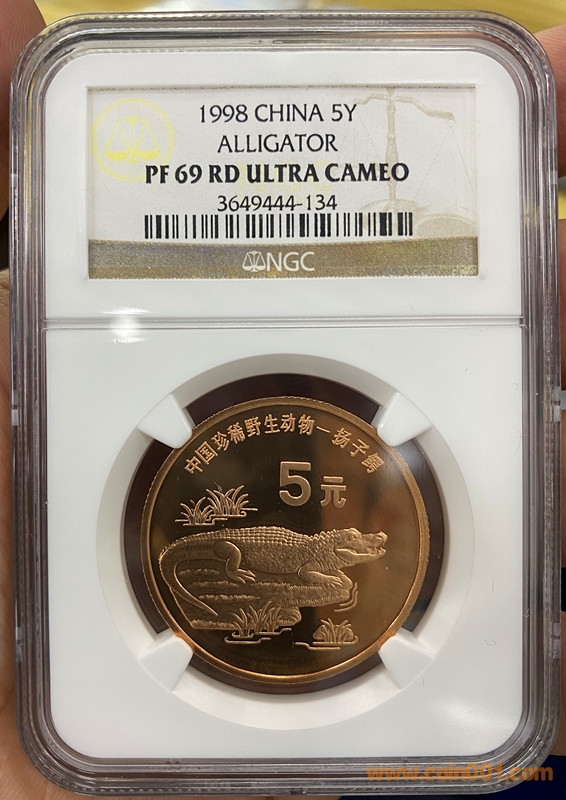 1998 CHINA 5Y
ALLIGATOR
PF 69 RD ULTRA CAMEO
3649444-134
NGC
中国珍稀野生动物—扬子鳄
5元
www.coin001.com